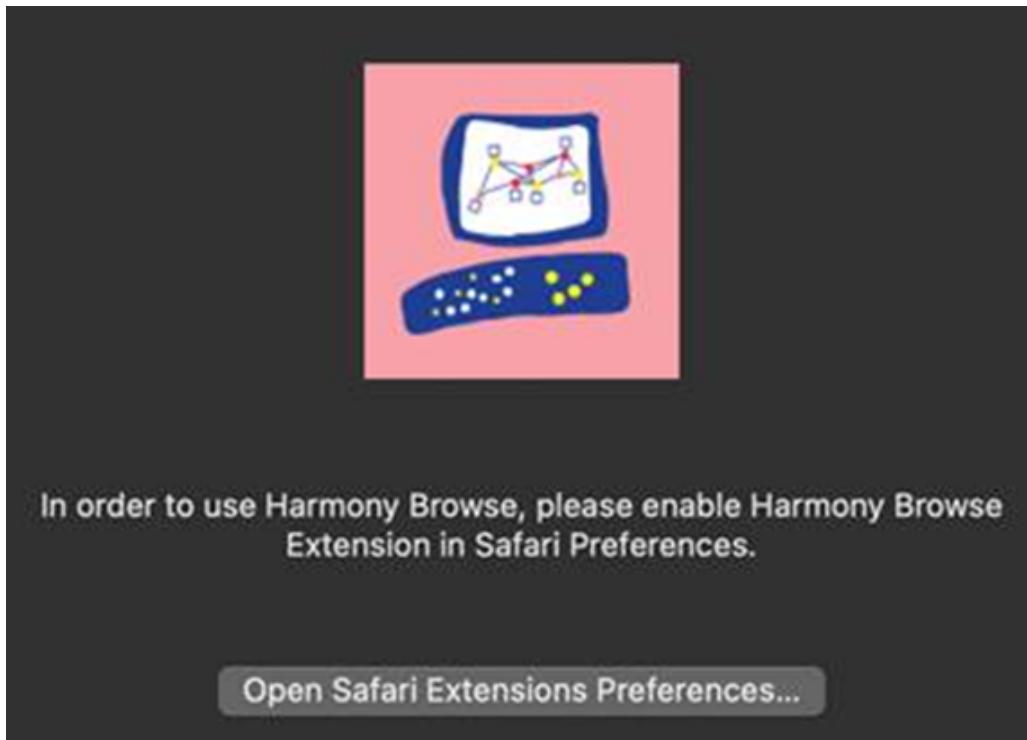 In order to use Harmony Browse, please enable Harmony Browse
Extension in Safari Preferences.
Open Safari Extensions Preferences...